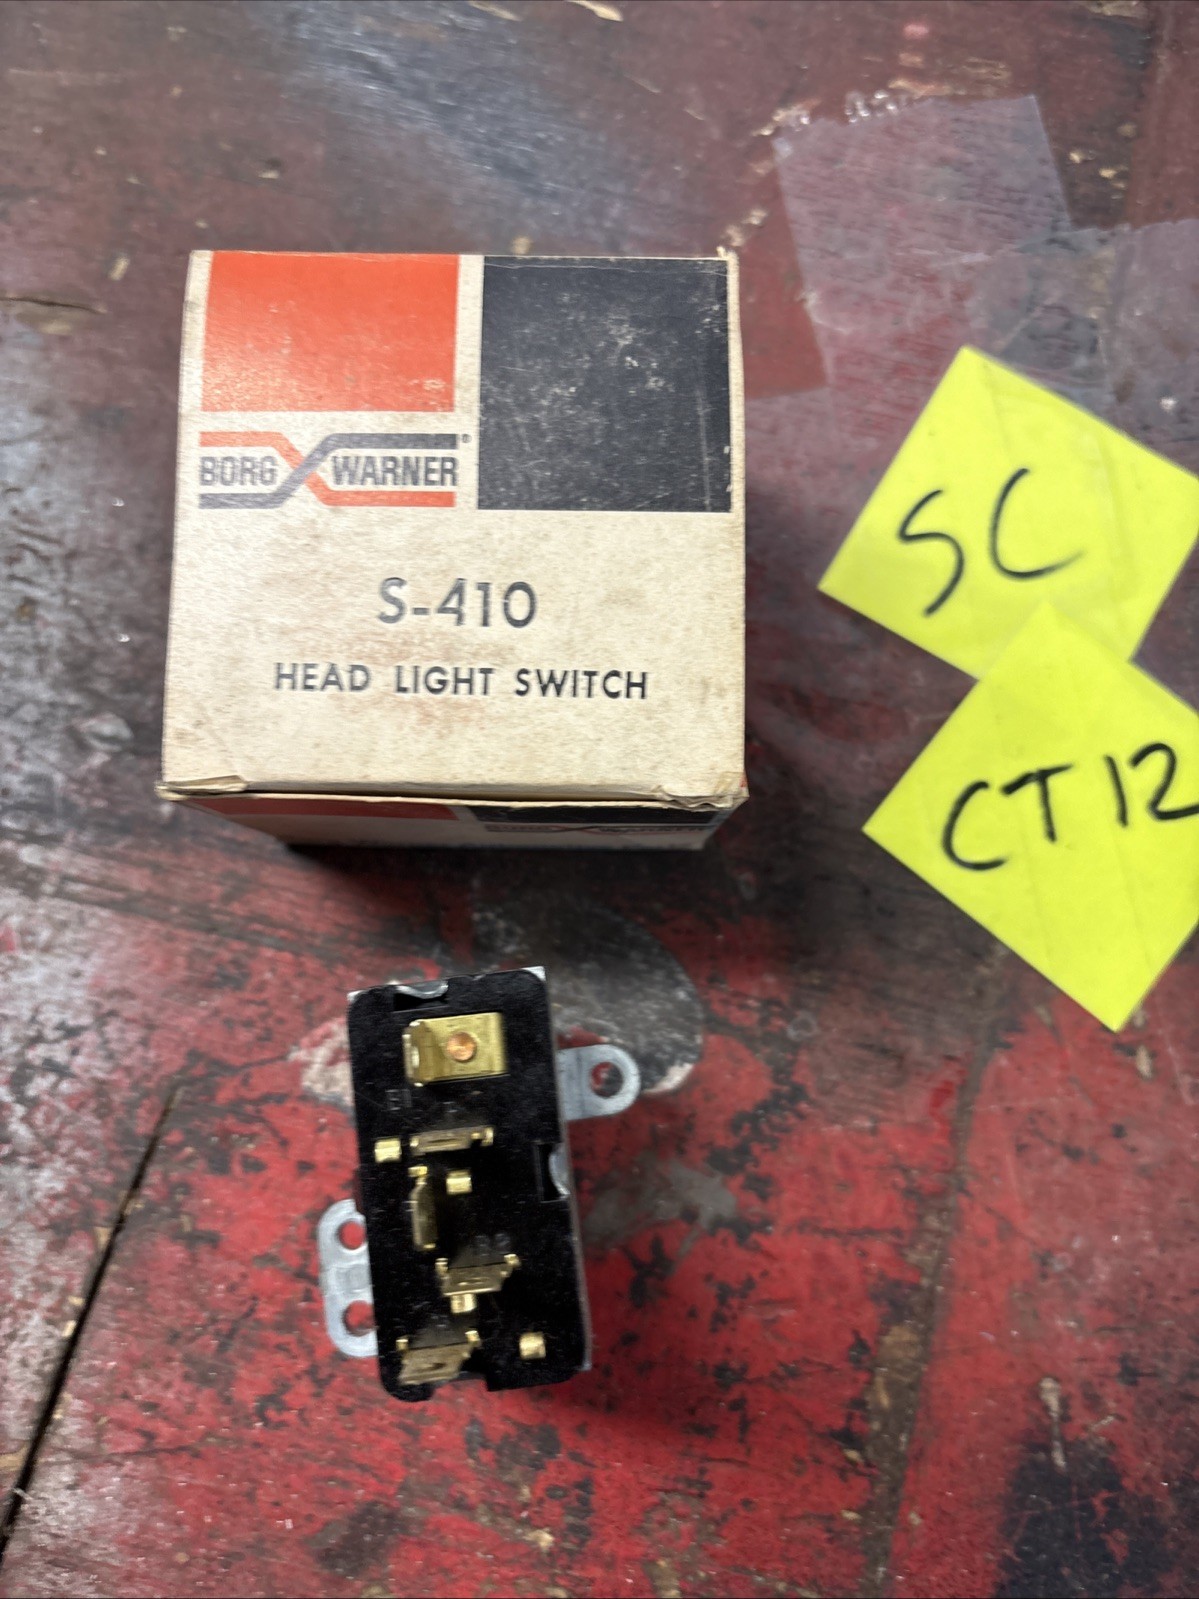 BORG WARNER®
S-410
HEAD LIGHT SWITCH
SC
CT12